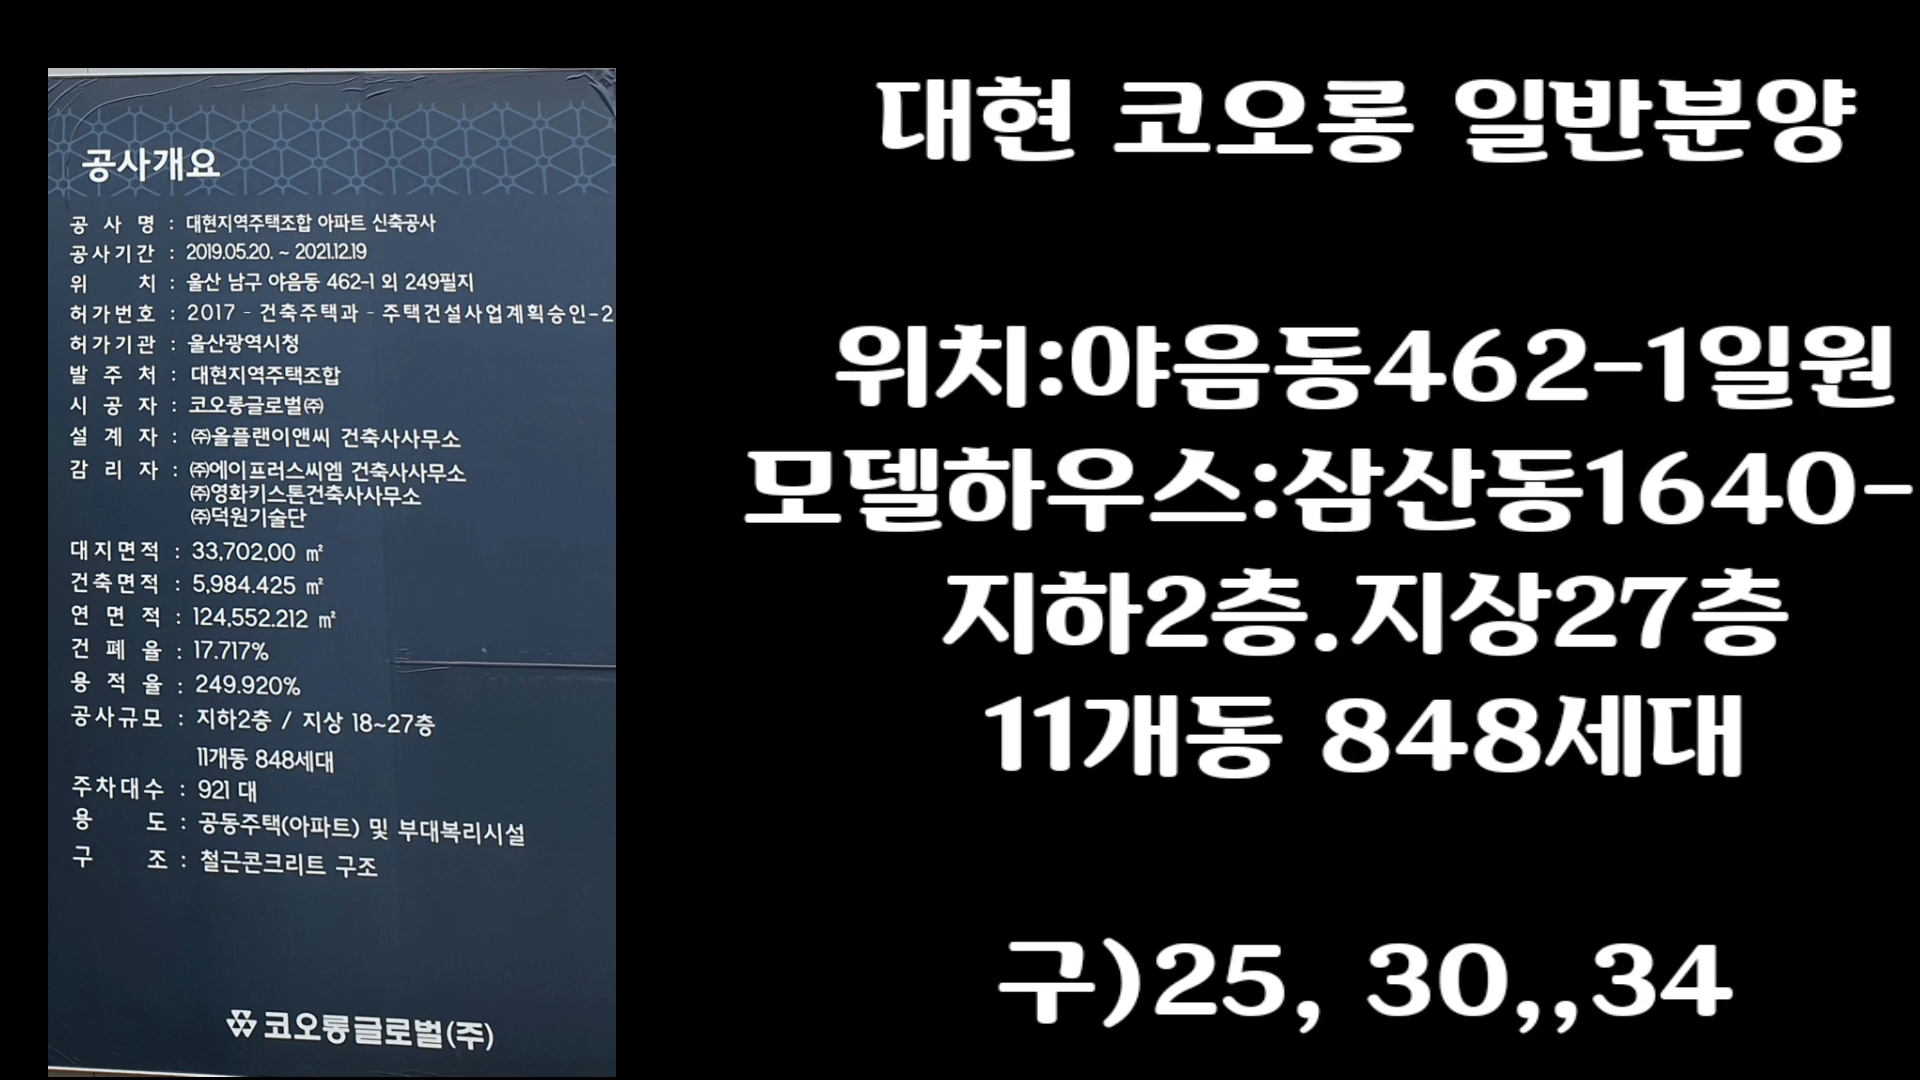 공사개요
공 사 명 : 대현지역주택조합 아파트 신축공사
공사기간 : 2019.05.20. ~ 2021.12.19
위 치 : 울산 남구 야음동 462-1 외 249필지
허가번호 : 2017 - 건축주택과 - 주택건설사업계획승인-2
허가기관 : 울산광역시청
발 주 처 : 대현지역주택조합
시 공 자 : 코오롱글로벌㈜
설 계 자 : ㈜올플랜이앤씨 건축사사무소
감 리 자 : ㈜에이프러스씨엠 건축사사무소
㈜영화키스톤건축사사무소
㈜덕원기술단
대지면적 : 33,702.00 ㎡
건축면적 : 5,984.425 ㎡
연 면 적 : 124,552.212 ㎡
건 폐 율 : 17.717%
용 적 율 : 249.920%
공사규모 : 지하2층 / 지상 18~27층
11개동 848세대
주차대수 : 921 대
용 도 : 공동주택(아파트) 및 부대복리시설
구 조 : 철근콘크리트 구조
코오롱글로벌(주)
대현 코오롱 일반분양
위치:야음동462-1일원
모델하우스:삼산동1640-
지하2층.지상27층
11개동 848세대
구)25, 30,,34